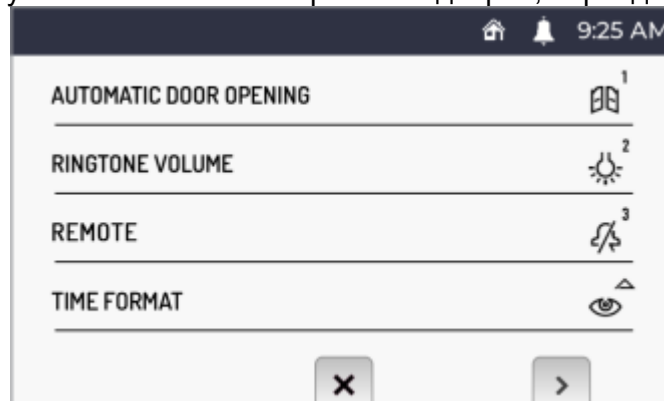 9:25 AM
AUTOMATIC DOOR OPENING
1
RINGTONE VOLUME
2
REMOTE
3
TIME FORMAT